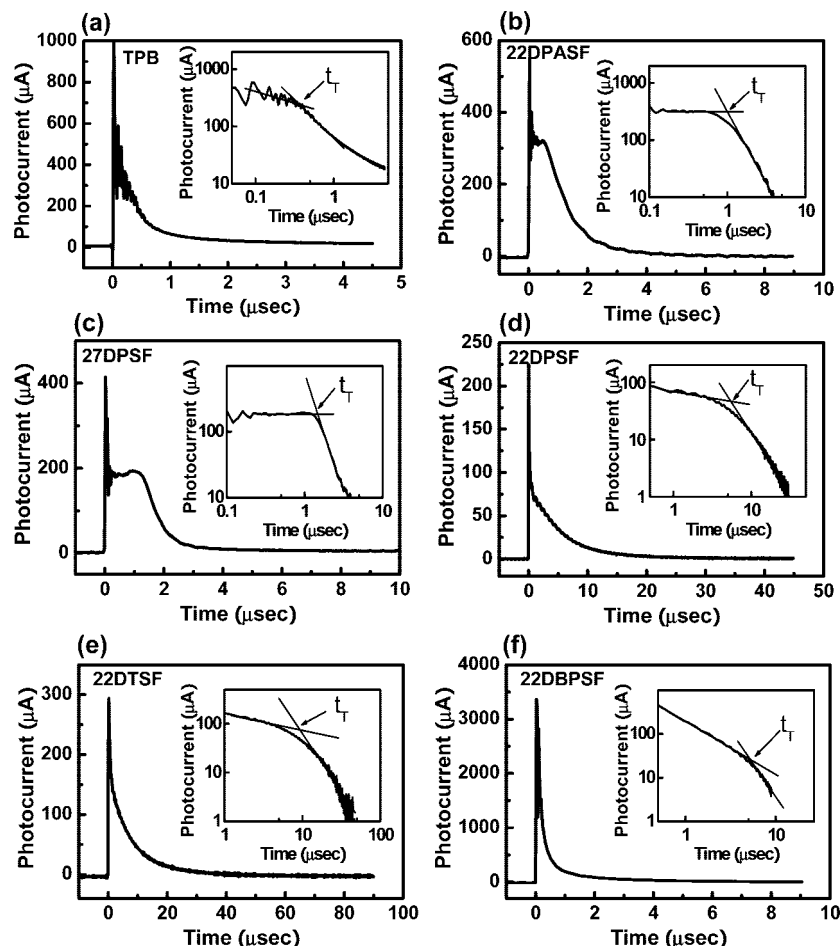 (a)
TPB
1000
800
600
400
200
0
Photocurrent (μA)
0 1 2 3 4 5
Time (μsec)
Photocurrent (μA)
1000
100
10
0.1 1
Time (μsec)
tT
(b)
22DPASF
600
400
200
0
Photocurrent (μA)
0 2 4 6 8 10
Time (μsec)
Photocurrent (μA)
1000
100
10
0.1 1 10
Time (μsec)
tT
(c)
27DPSF
400
200
0
Photocurrent (μA)
0 2 4 6 8 10
Time (μsec)
Photocurrent (μA)
100
10
0.1 1 10
Time (μsec)
tT
(d)
22DPSF
250
200
150
100
50
0
Photocurrent (μA)
0 10 20 30 40 50
Time (μsec)
Photocurrent (μA)
100
10
1
1 10
Time (μsec)
tT
(e)
22DTSF
300
200
100
0
Photocurrent (μA)
0 20 40 60 80 100
Time (μsec)
Photocurrent (μA)
100
10
1
1 10 100
Time (μsec)
tT
(f)
22DBPSF
4000
3000
2000
1000
0
Photocurrent (μA)
0 2 4 6 8 10
Time (μsec)
Photocurrent (μA)
100
10
1
1 10
Time (μsec)
tT